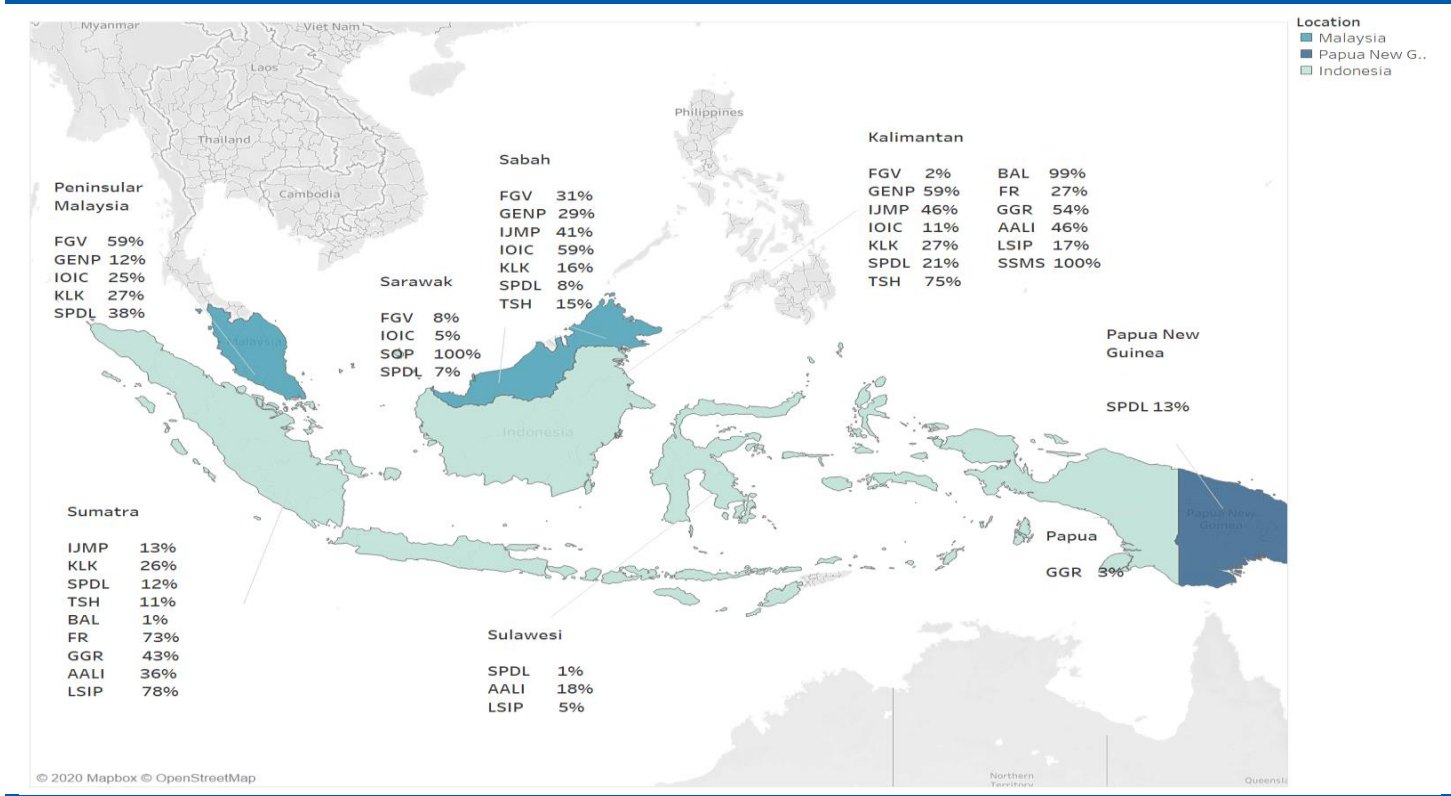 Location
Malaysia
Papua New G..
Indonesia
Myanmar
Viet Nam
Laos
Thailand
Cambodia
Philippines
Peninsular
Malaysia
FGV 59%
GENP 12%
IOIC 25%
KLK 27%
SPDL 38%
Sarawak
FGV 8%
IOIC 5%
SOP 100%
SPDL 7%
Sabah
FGV 31%
GENP 29%
IJMP 41%
IOIC 59%
KLK 16%
SPDL 8%
TSH 15%
Kalimantan
FGV 2% BAL 99%
GENP 59% FR 27%
IJMP 46% GGR 54%
IOIC 11% AALI 46%
KLK 27% LSIP 17%
SPDL 21% SSMS 100%
TSH 75%
Papua New
Guinea
SPDL 13%
Malaysia
Indonesia
Papua New
Guinea
Sumatra
IJMP 13%
KLK 26%
SPDL 12%
TSH 11%
BAL 1%
FR 73%
GGR 43%
AALI 36%
LSIP 78%
Sulawesi
SPDL 1%
AALI 18%
LSIP 5%
Papua
GGR 3%
Northern
Territory
Queensl
© 2020 Mapbox © OpenStreetMap